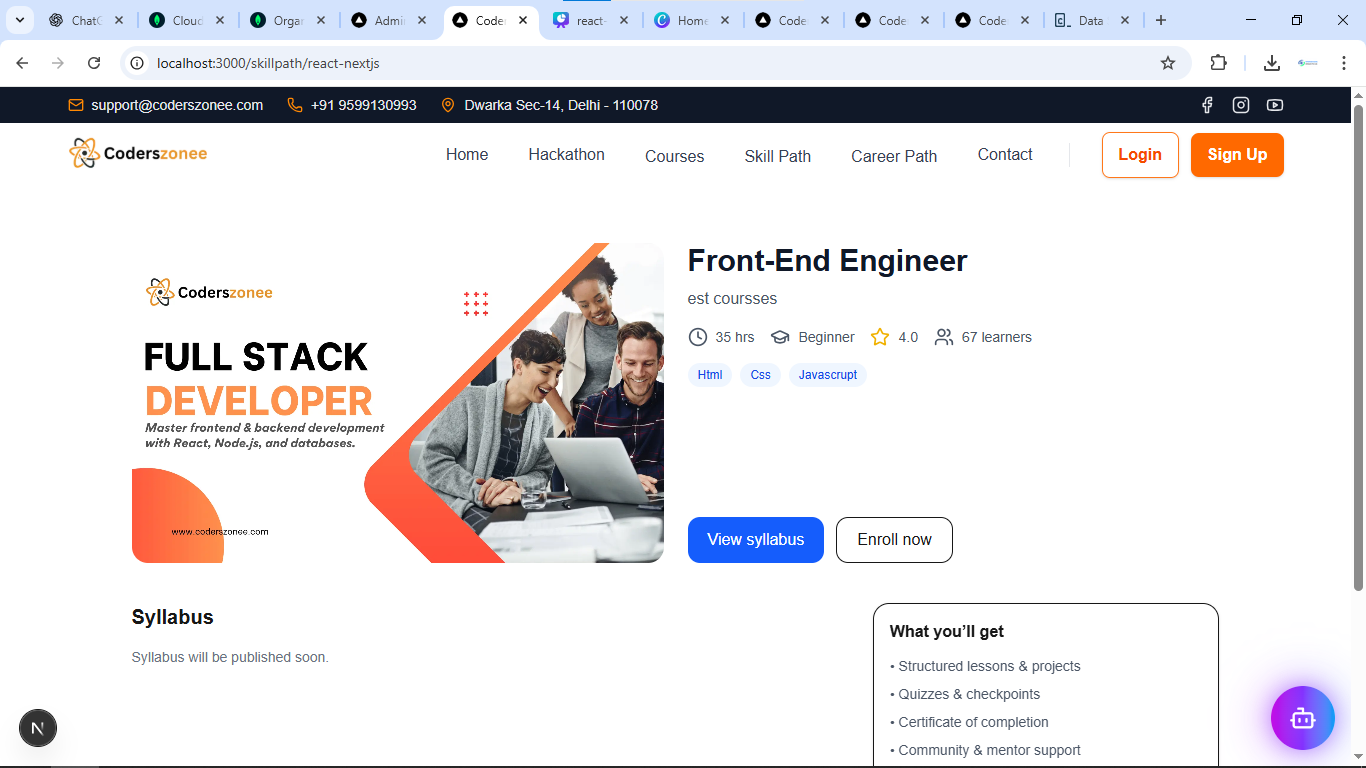 ChatG
Cloud
Orga
Admi
Coder
react-
Home
Code
Code
Code
Data
localhost:3000/skillpath/react-nextjs
support@coderszonee.com +91 9599130993 Dwarka Sec-14, Delhi - 110078
Coderszonee Home Hackathon Courses Skill Path Career Path Contact Login Sign Up
Coderszonee
FULL STACK
DEVELOPER
Master frontend & backend development
with React, Node.js, and databases.
www.coderszonee.com
Front-End Engineer
est coursses
35 hrs Beginner 4.0 67 learners
Html Css Javascrupt
View syllabus Enroll now
Syllabus
Syllabus will be published soon.
What you’ll get
• Structured lessons & projects
• Quizzes & checkpoints
• Certificate of completion
• Community & mentor support
N